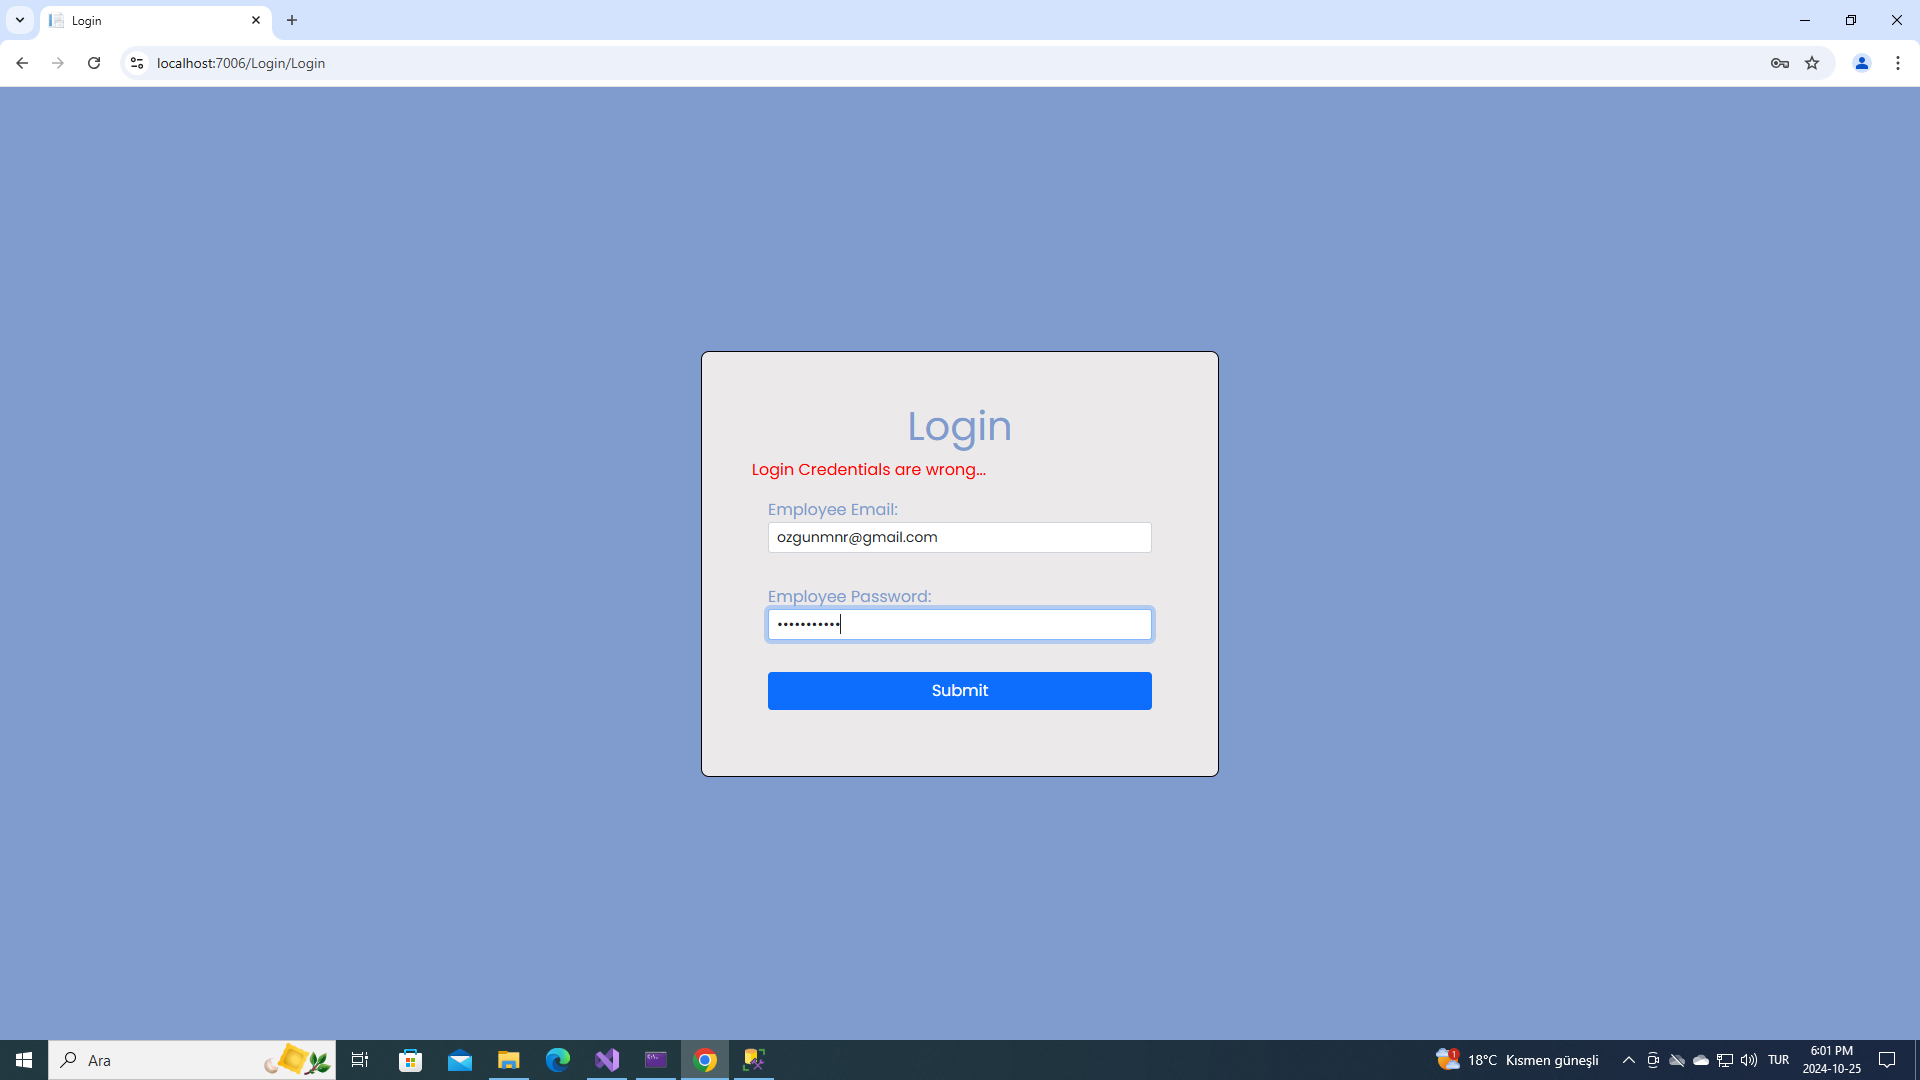 Login
localhost:7006/Login/Login
Login
Login Credentials are wrong...
Employee Email:
ozgunmnr@gmail.com
Employee Password:
•••••••••••
Submit
Ara
1
18°C Kısmen güneşli
TUR
6:01 PM
2024-10-25